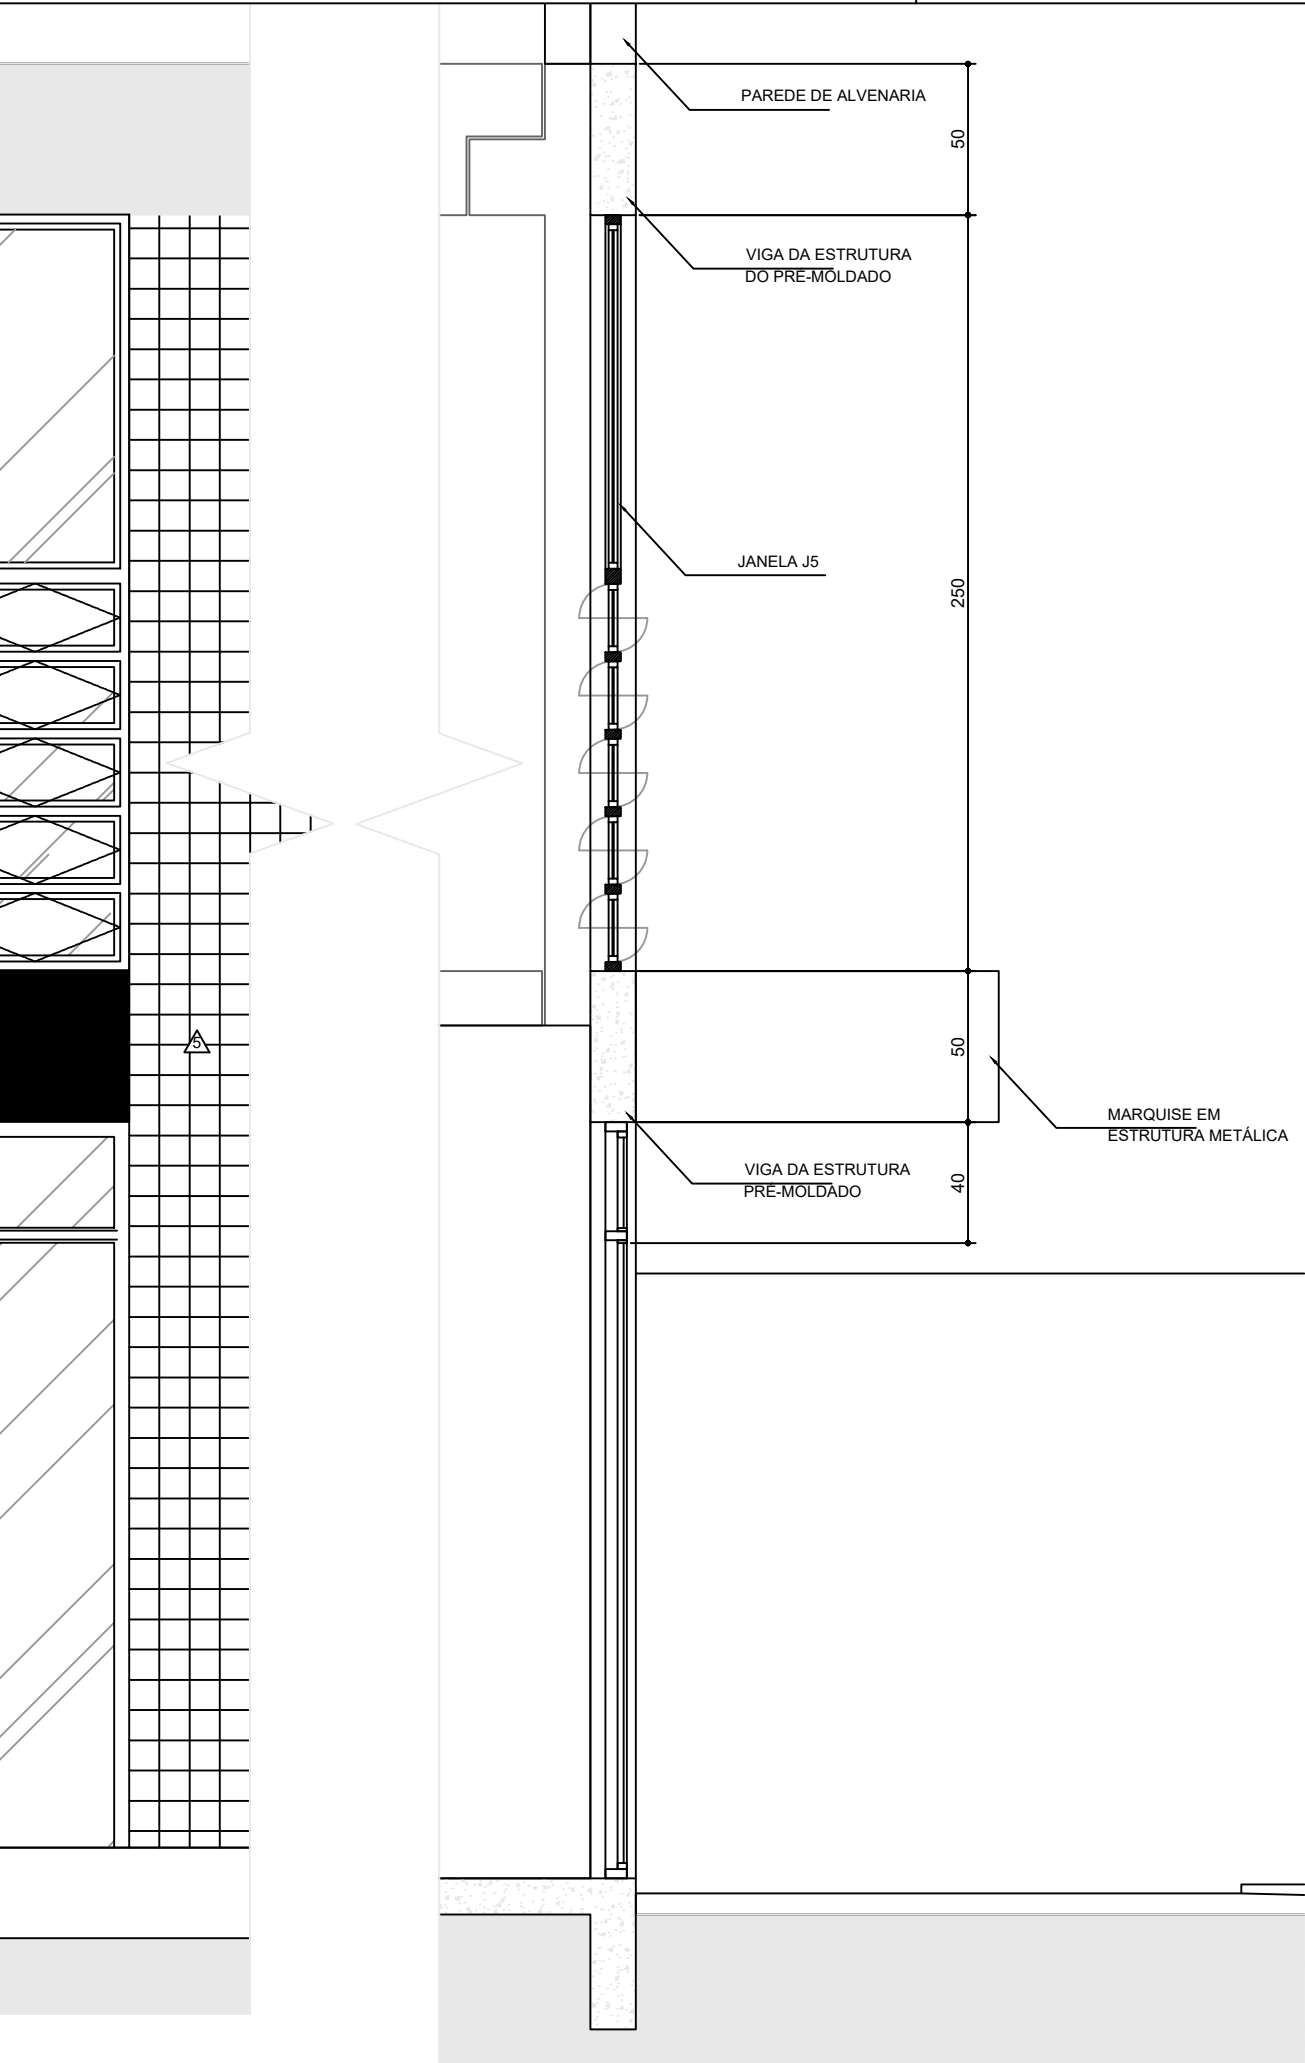 PAREDE DE ALVENARIA
50
VIGA DA ESTRUTURA
DO PRÉ-MOLDADO
JANELA J5
250
5
50
MARQUISE EM
ESTRUTURA METÁLICA
VIGA DA ESTRUTURA
PRÉ-MOLDADO
40